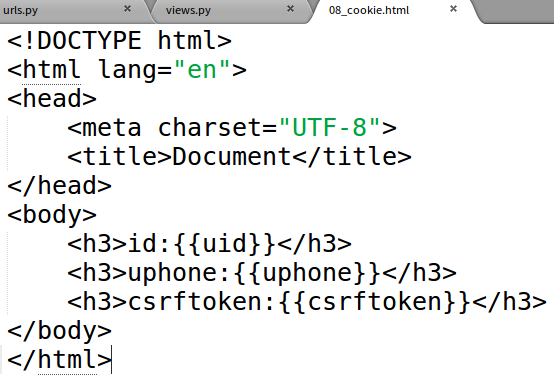 urls.py × views.py × 08_cookie.html ×
<!DOCTYPE html>
<html lang="en">
<head>
    <meta charset="UTF-8">
    <title>Document</title>
</head>
<body>
    <h3>id:{{uid}}</h3>
    <h3>uphone:{{uphone}}</h3>
    <h3>csrftoken:{{csrftoken}}</h3>
</body>
</html>